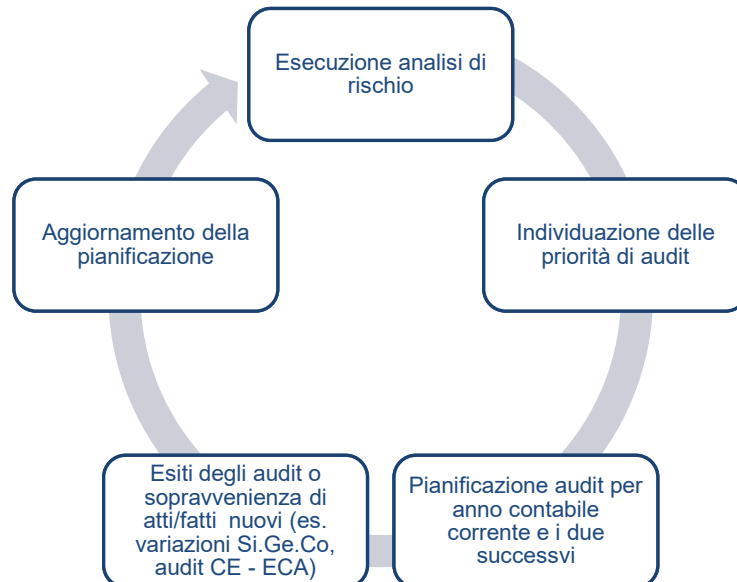 Esecuzione analisi di
rischio
Individuazione delle
priorità di audit
Pianificazione audit per
anno contabile
corrente e i due
successvi
Esiti degli audit o
sopravvenienza di
atti/fatti nuovi (es.
variazioni Si.Ge.Co,
audit CE - ECA)
Aggiornamento della
pianificazione